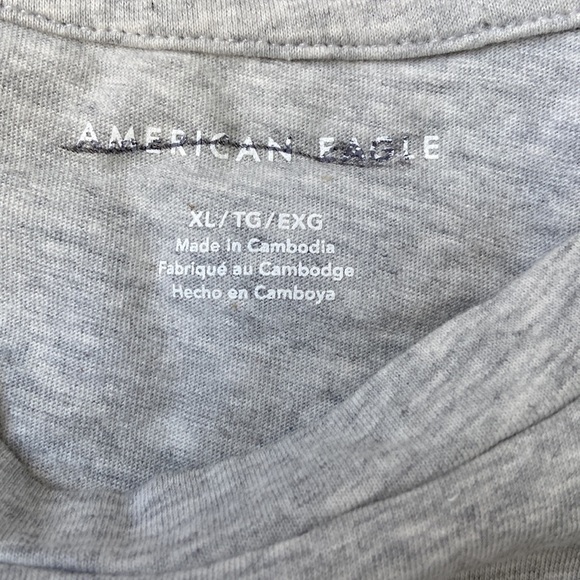 AMERICAN EAGLE
XL/TG/EXG
Made in Cambodia
Fabriqué au Cambodge
Hecho en Camboya